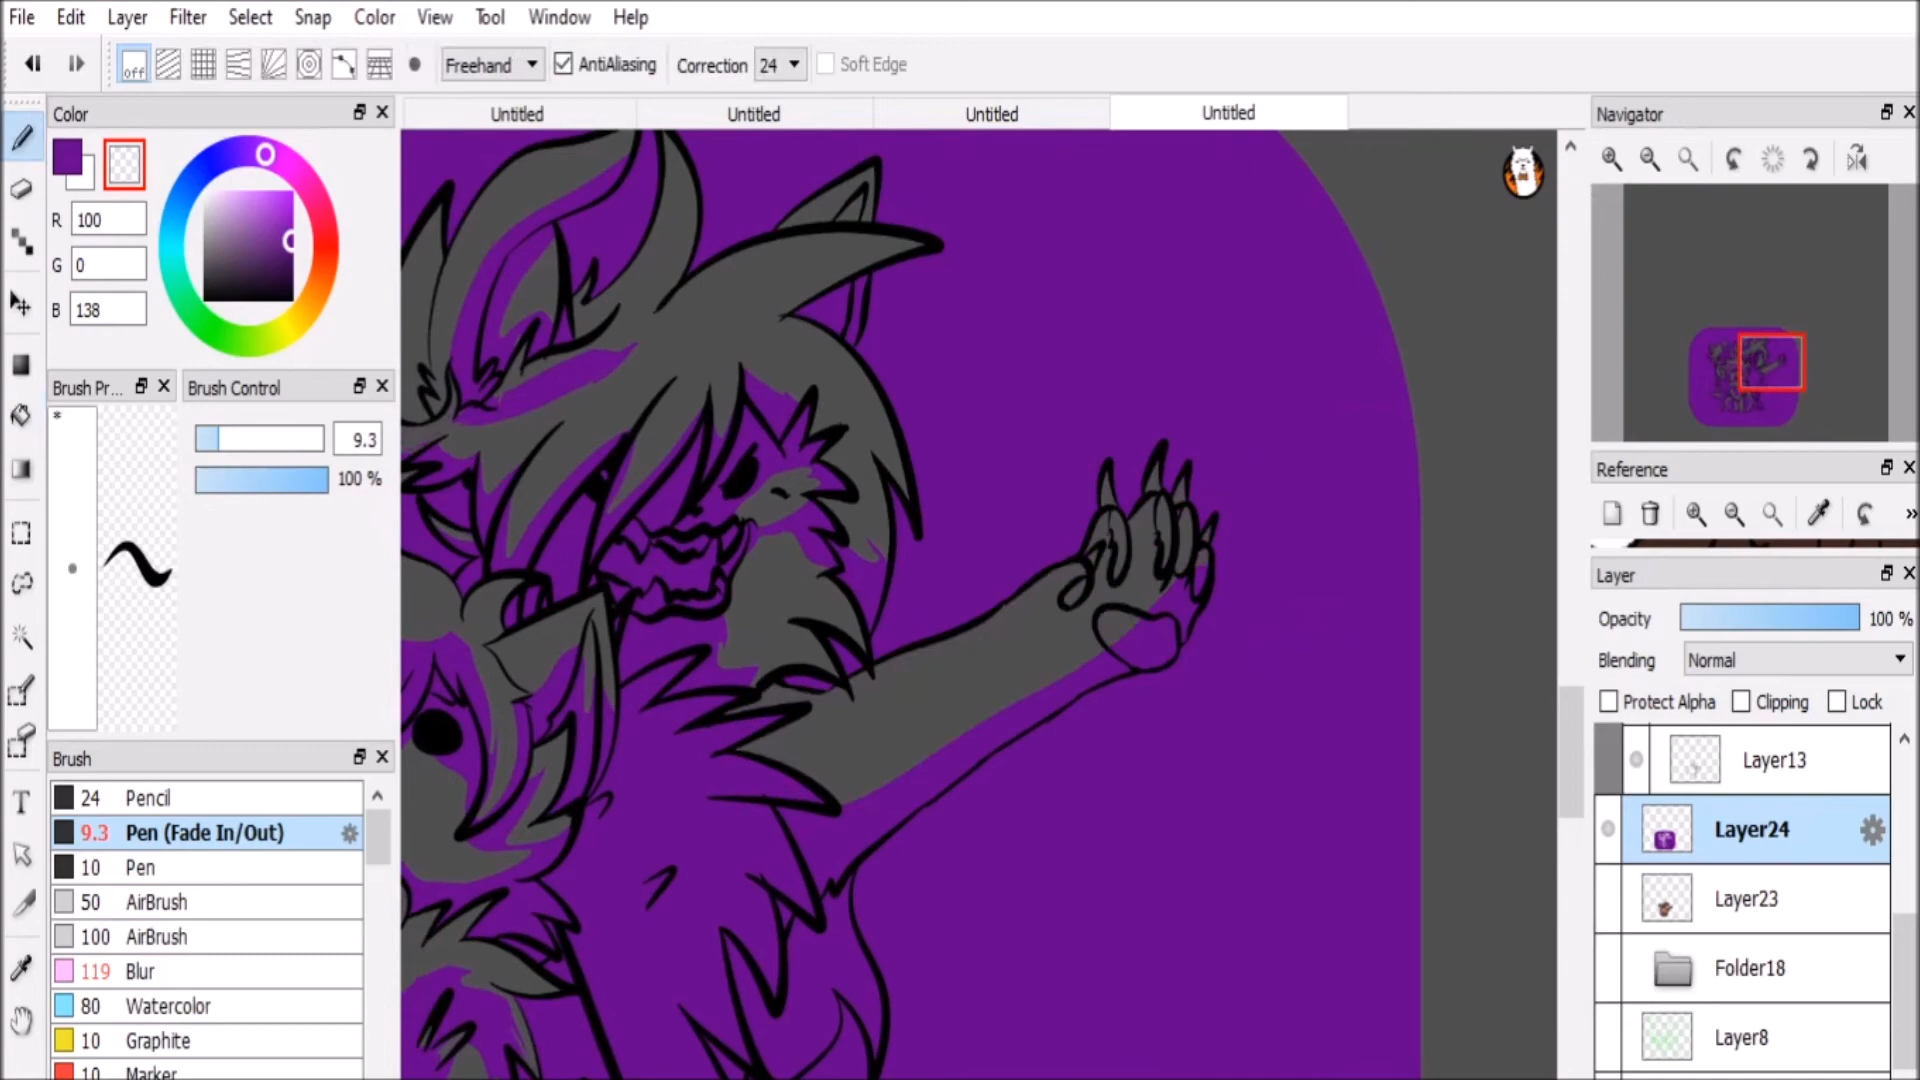 File Edit Layer Filter Select Snap Color View Tool Window Help
off Freehand AntiAliasing Correction 24 Soft Edge
Color
R 100
G 0
B 138
Brush Pr... Brush Control
*
9.3
100 %
Brush
24 Pencil
9.3 Pen (Fade In/Out)
10 Pen
50 AirBrush
100 AirBrush
119 Blur
80 Watercolor
10 Graphite
10 Marker
T
Untitled Untitled Untitled Untitled
Navigator
Reference
»
Layer
Opacity 100 %
Blending Normal
Protect Alpha Clipping Lock
Layer13
Layer24
Layer23
Folder18
Layer8